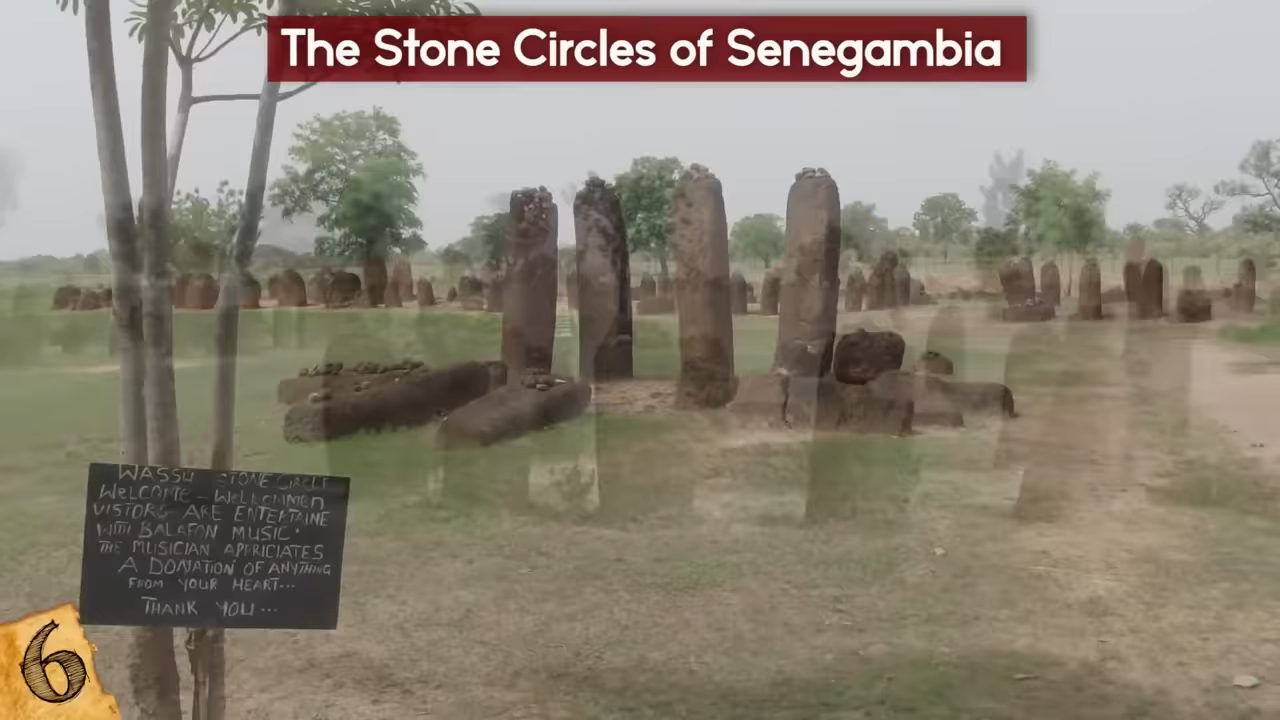 The Stone Circles of Senegambia
WASSU STONE CIRCLE
WELCOME - WELLCOMMEN
VISTORS ARE ENTERTAINE
WITH BALAFON MUSIC.
THE MUSICIAN APPRICIATES
A DONATION OF ANYTHING
FROM YOUR HEART...
THANK YOU...
6